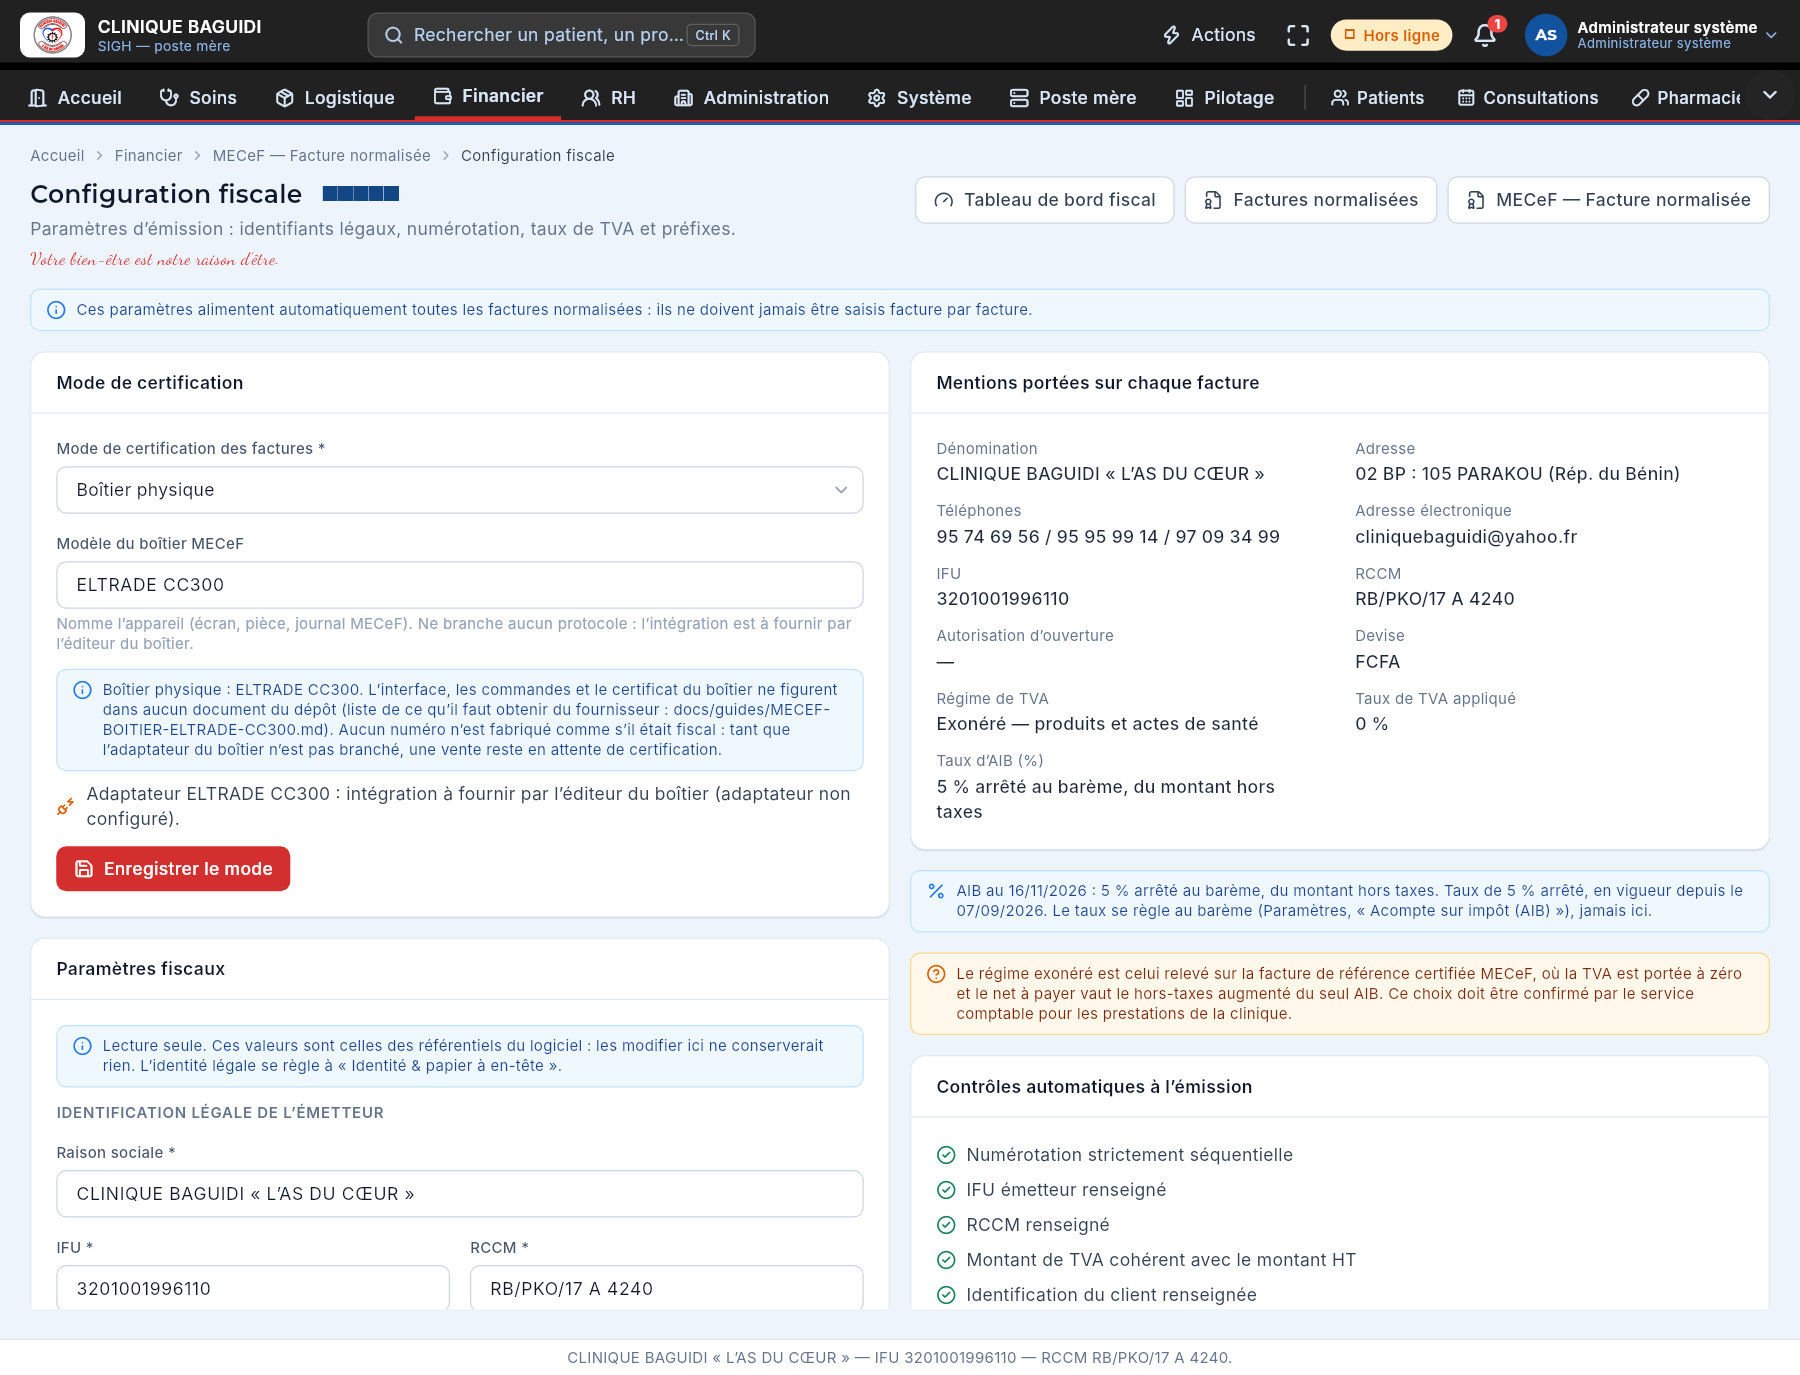 CLINIQUE BAGUIDI
SIGH — poste mère
Rechercher un patient, un pro...
Ctrl K
Actions
Hors ligne
1
AS
Administrateur système
Administrateur système
Accueil
Soins
Logistique
Financier
RH
Administration
Système
Poste mère
Pilotage
Patients
Consultations
Pharmacie
Accueil > Financier > MECeF — Facture normalisée > Configuration fiscale
Configuration fiscale
Tableau de bord fiscal
Factures normalisées
MECeF — Facture normalisée
Paramètres d’émission : identifiants légaux, numérotation, taux de TVA et préfixes.
Votre bien-être est notre raison d'être.
Ces paramètres alimentent automatiquement toutes les factures normalisées : ils ne doivent jamais être saisis facture par facture.
Mode de certification
Mode de certification des factures *
Boîtier physique
Modèle du boîtier MECeF
ELTRADE CC300
Nomme l’appareil (écran, pièce, journal MECeF). Ne branche aucun protocole : l’intégration est à fournir par
l’éditeur du boîtier.
Boîtier physique : ELTRADE CC300. L’interface, les commandes et le certificat du boîtier ne figurent
dans aucun document du dépôt (liste de ce qu’il faut obtenir du fournisseur : docs/guides/MECEF-
BOITIER-ELTRADE-CC300.md). Aucun numéro n’est fabriqué comme s’il était fiscal : tant que
l’adaptateur du boîtier n’est pas branché, une vente reste en attente de certification.
Adaptateur ELTRADE CC300 : intégration à fournir par l’éditeur du boîtier (adaptateur non
configuré).
Enregistrer le mode
Paramètres fiscaux
Lecture seule. Ces valeurs sont celles des référentiels du logiciel : les modifier ici ne conserverait
rien. L’identité légale se règle à « Identité & papier à en-tête ».
IDENTIFICATION LÉGALE DE L’ÉMETTEUR
Raison sociale *
CLINIQUE BAGUIDI « L’AS DU CŒUR »
IFU *
RCCM *
3201001996110
RB/PKO/17 A 4240
Mentions portées sur chaque facture
Dénomination
Adresse
CLINIQUE BAGUIDI « L’AS DU CŒUR »
02 BP : 105 PARAKOU (Rép. du Bénin)
Téléphones
Adresse électronique
95 74 69 56 / 95 95 99 14 / 97 09 34 99
cliniquebaguidi@yahoo.fr
IFU
RCCM
3201001996110
RB/PKO/17 A 4240
Autorisation d’ouverture
Devise
—
FCFA
Régime de TVA
Taux de TVA appliqué
Exonéré — produits et actes de santé
0 %
Taux d’AIB (%)
5 % arrêté au barème, du montant hors
taxes
AIB au 16/11/2026 : 5 % arrêté au barème, du montant hors taxes. Taux de 5 % arrêté, en vigueur depuis le
07/09/2026. Le taux se règle au barème (Paramètres, « Acompte sur impôt (AIB) »), jamais ici.
Le régime exonéré est celui relevé sur la facture de référence certifiée MECeF, où la TVA est portée à zéro
et le net à payer vaut le hors-taxes augmenté du seul AIB. Ce choix doit être confirmé par le service
comptable pour les prestations de la clinique.
Contrôles automatiques à l’émission
Numérotation strictement séquentielle
IFU émetteur renseigné
RCCM renseigné
Montant de TVA cohérent avec le montant HT
Identification du client renseignée
CLINIQUE BAGUIDI « L’AS DU CŒUR » — IFU 3201001996110 — RCCM RB/PKO/17 A 4240.